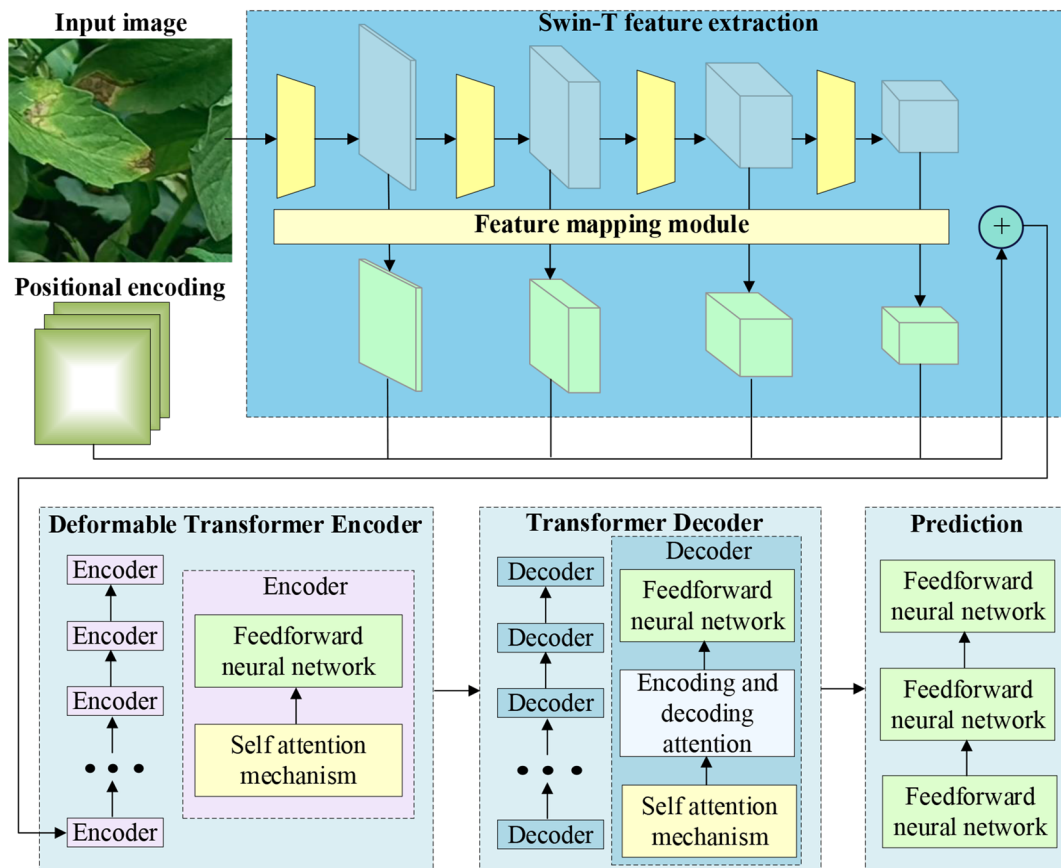 Input image
Swin-T feature extraction
+
Feature mapping module
Positional encoding
Deformable Transformer Encoder
Encoder
Encoder
Encoder
Encoder
Encoder
Feedforward
neural network
Self attention
mechanism
Transformer Decoder
Decoder
Decoder
Decoder
Decoder
Decoder
Feedforward
neural network
Encoding and
decoding
attention
Self attention
mechanism
Prediction
Feedforward
neural network
Feedforward
neural network
Feedforward
neural network